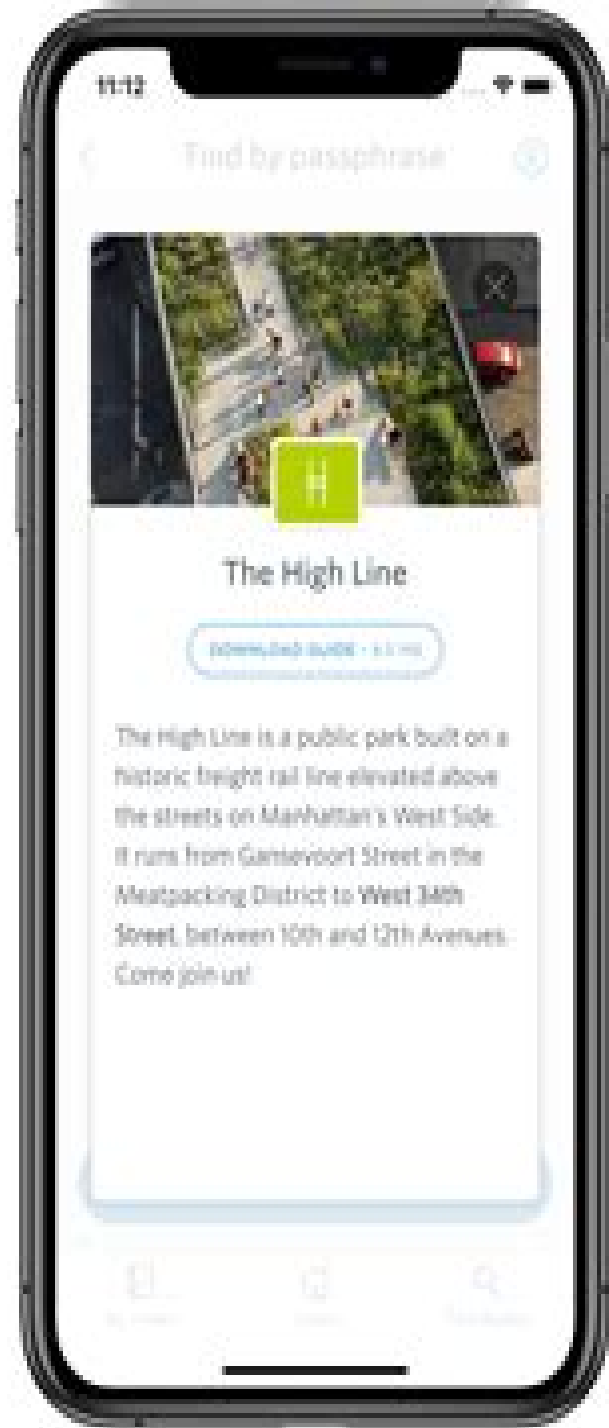 11:12
Find by passphrase
The High Line
DOWNLOAD GUIDE
The High Line is a public park built on a
historic freight rail line elevated above
the streets on Manhattan's West Side.
It runs from Gansevoort Street in the
Meatpacking District to West 34th
Street, between 10th and 12th Avenues.
Come join us!